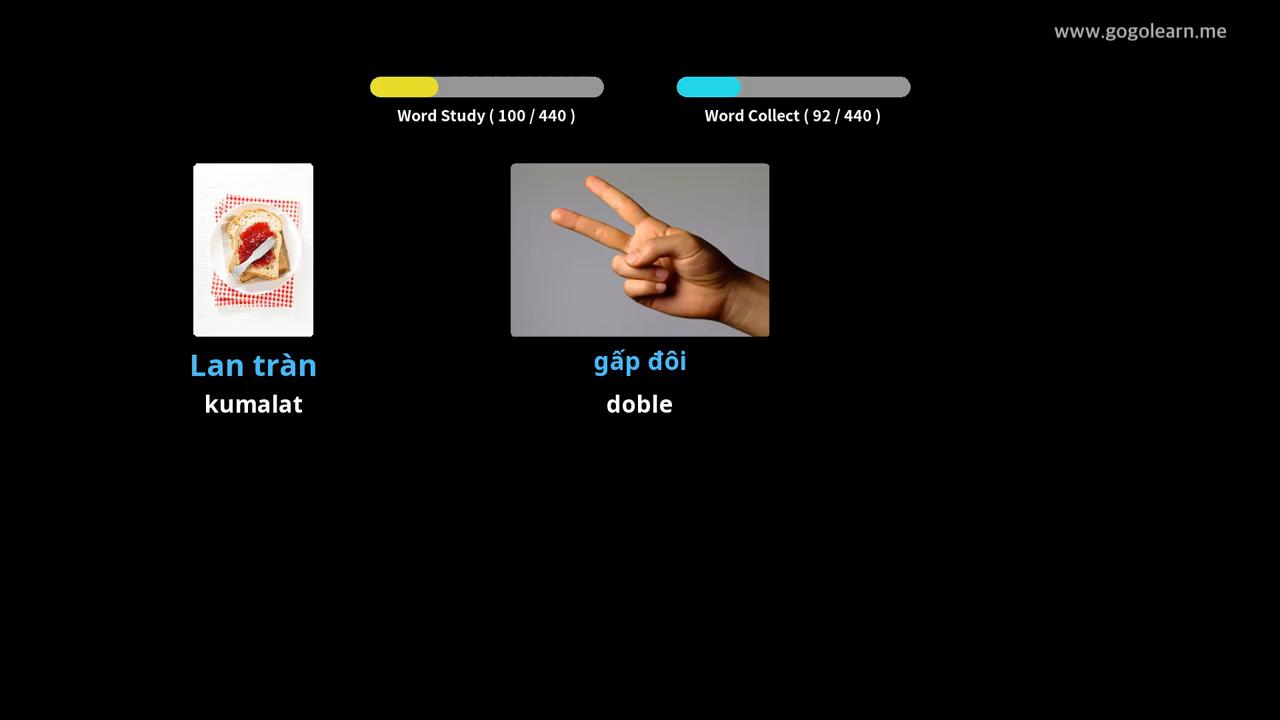 www.gogolearn.me
Word Study ( 100 / 440 )
Word Collect ( 92 / 440 )
Lan tràn
kumalat
gấp đôi
doble